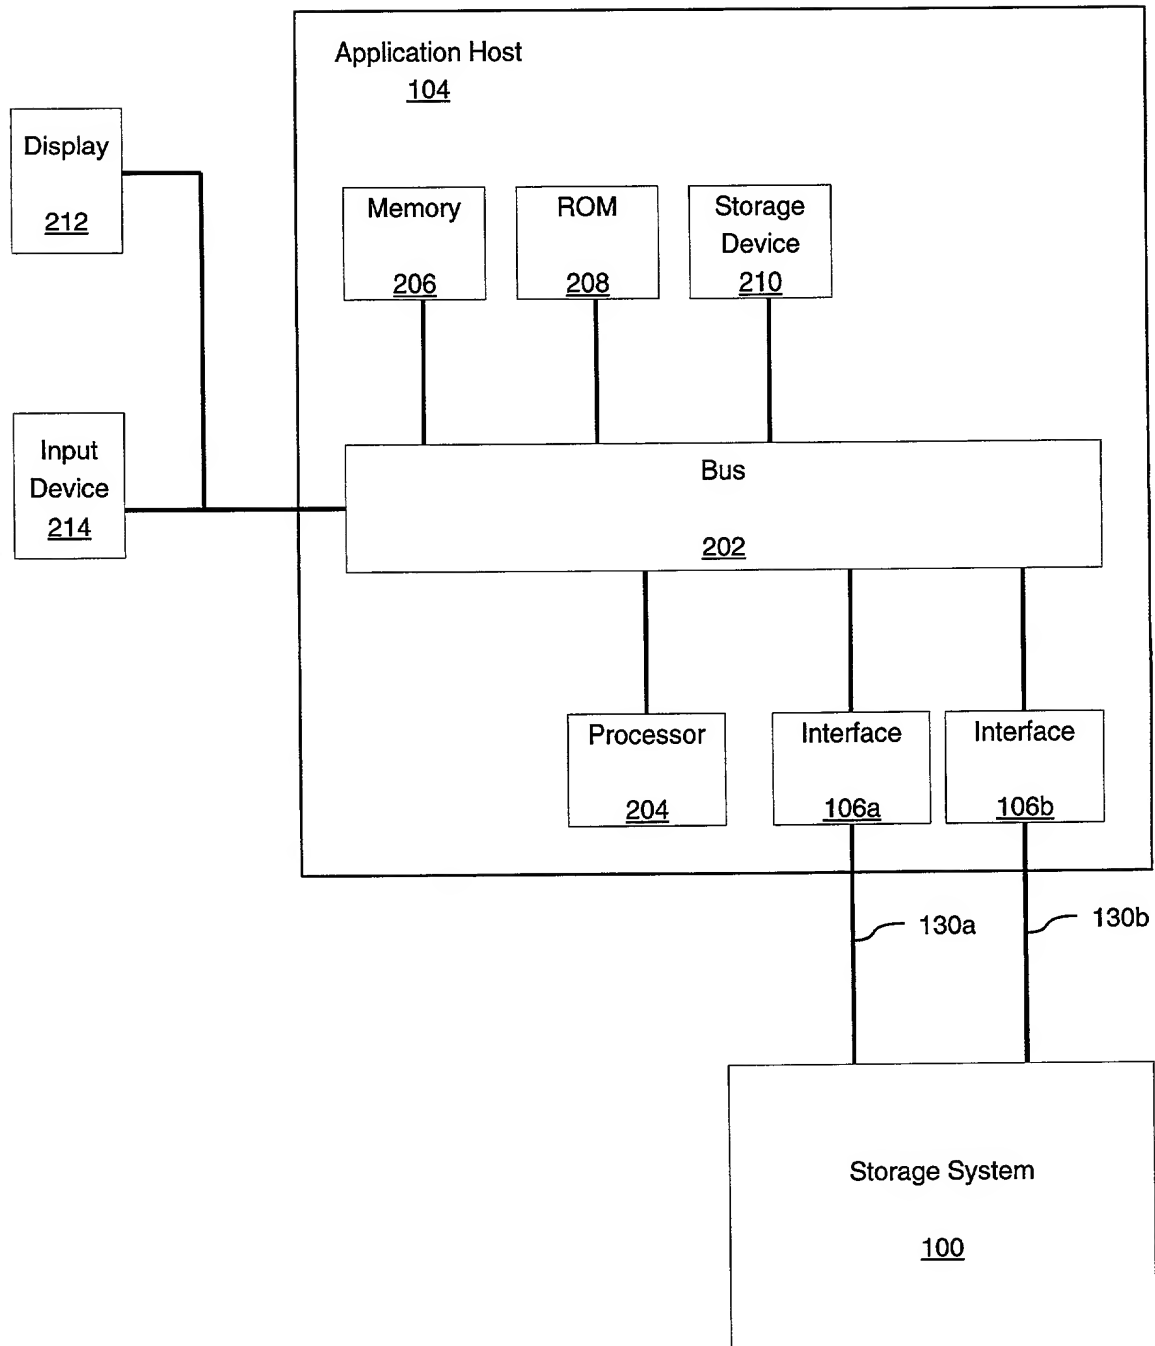 Application Host
104
Display
212
Memory
206
ROM
208
Storage
Device
210
Input
Device
214
Bus
202
Processor
204
Interface
106a
Interface
106b
130a
130b
Storage System
100